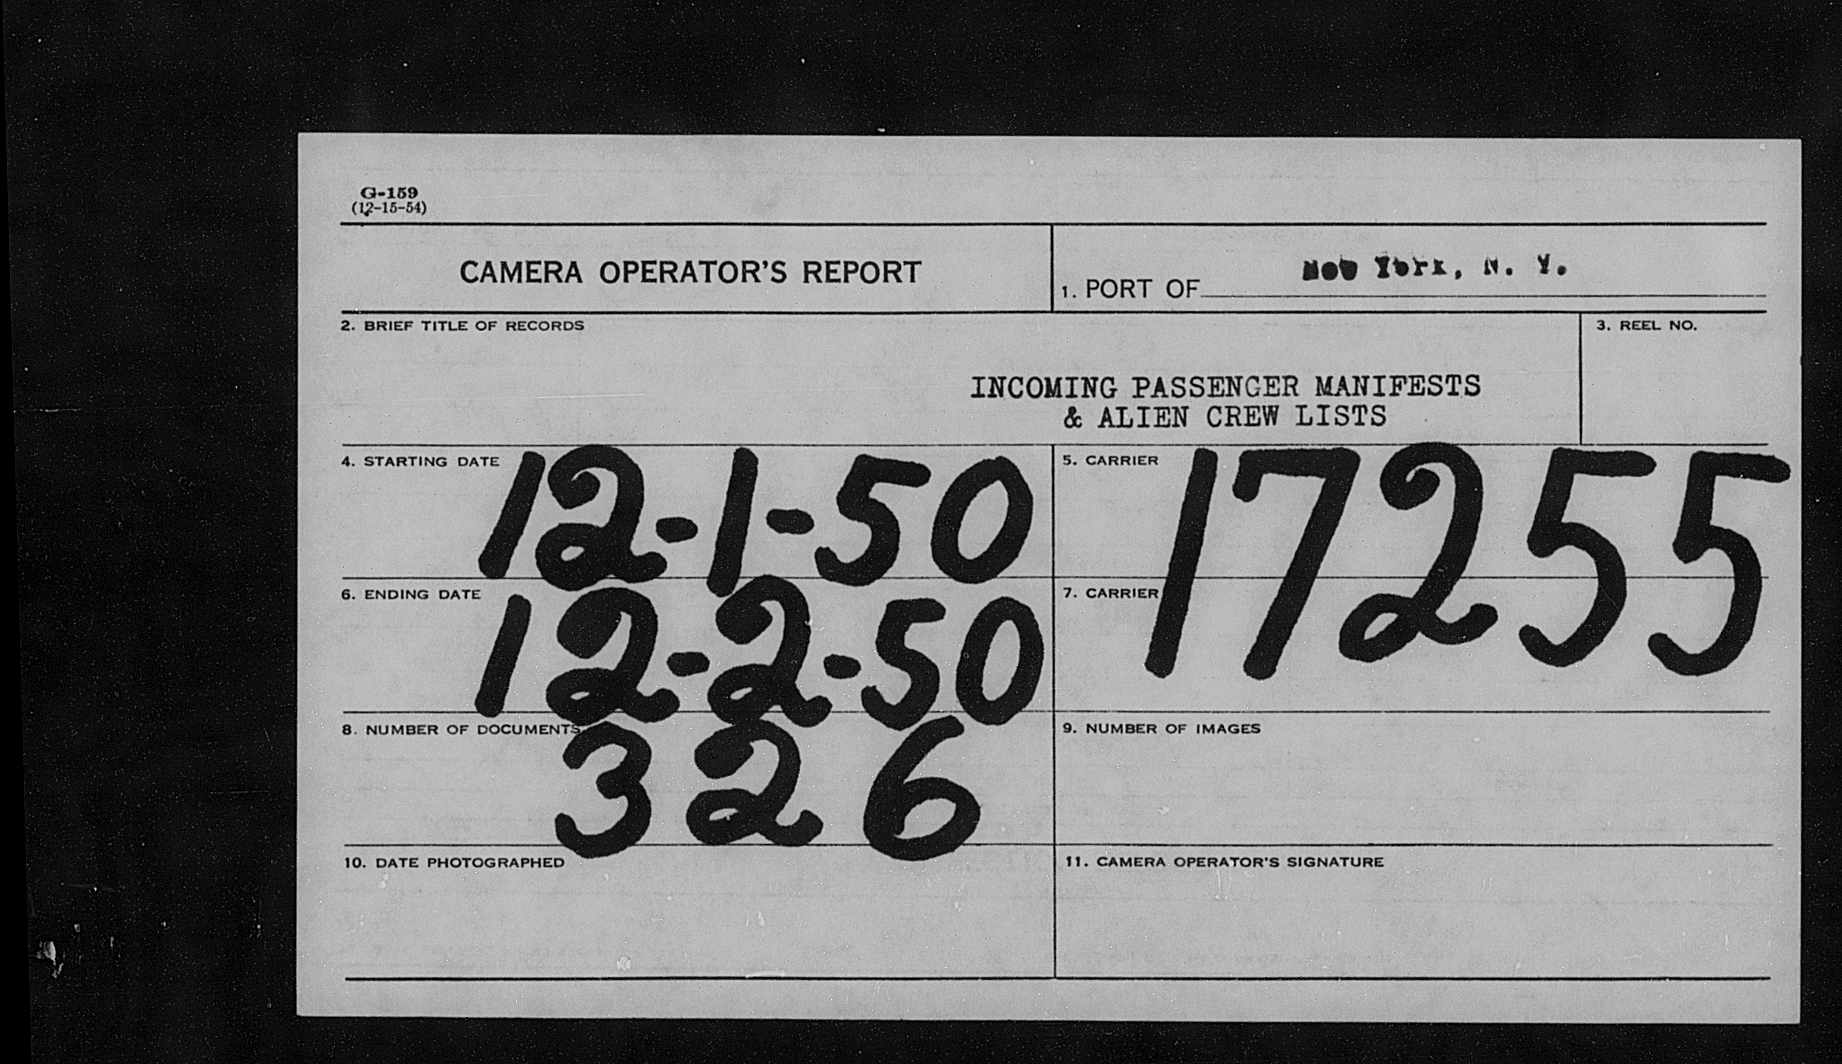 G-159
(12-15-54)
CAMERA OPERATOR'S REPORT
1. PORT OF New York, N. Y.
2. BRIEF TITLE OF RECORDS
3. REEL NO.
INCOMING PASSENGER MANIFESTS
& ALIEN CREW LISTS
4. STARTING DATE 12-1-50
5. CARRIER 17255
6. ENDING DATE 12-2-50
7. CARRIER
8. NUMBER OF DOCUMENTS 326
9. NUMBER OF IMAGES
10. DATE PHOTOGRAPHED
11. CAMERA OPERATOR'S SIGNATURE